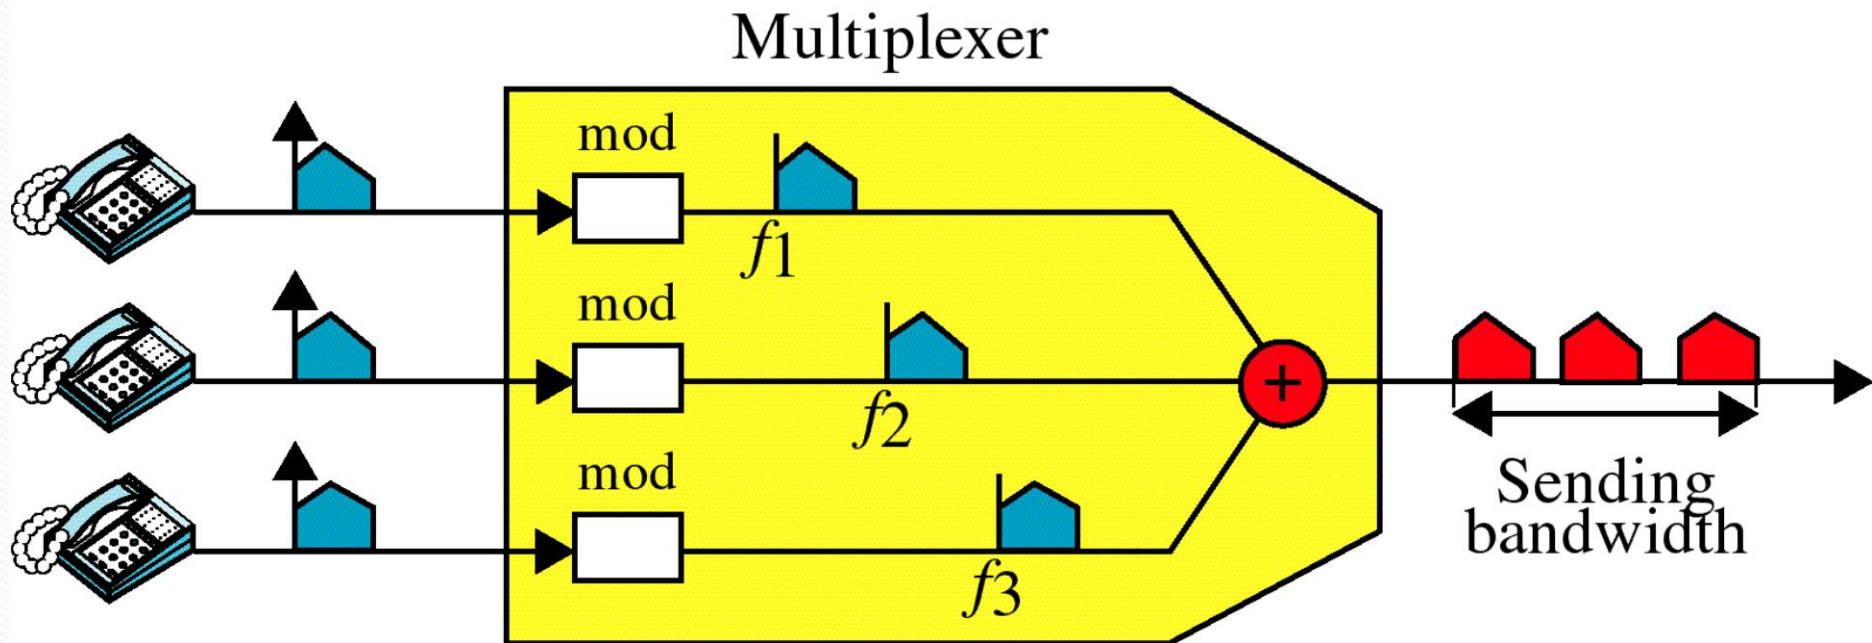 Multiplexer
mod
f1
mod
f2
+
mod
f3
Sending
bandwidth